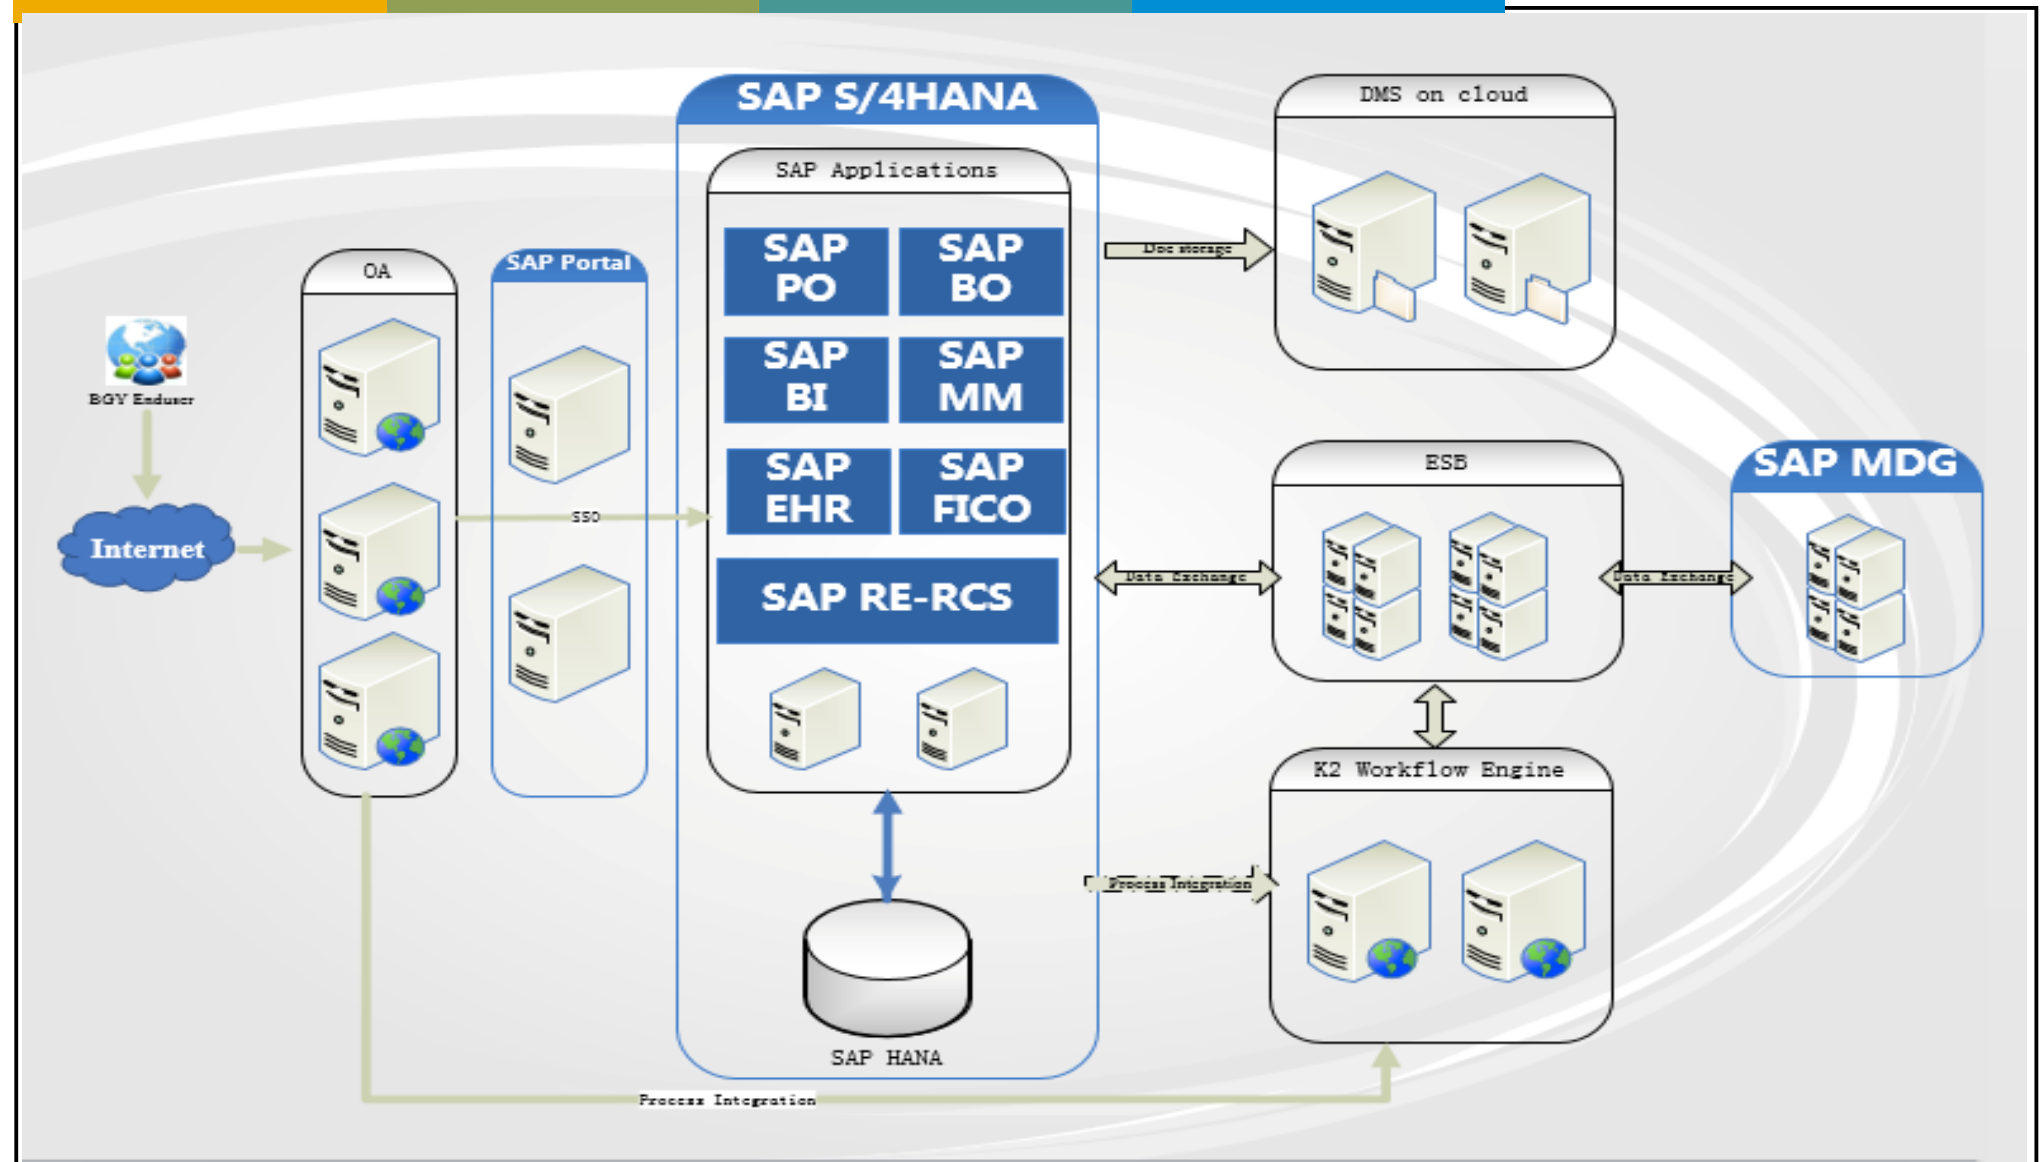 SAP S/4HANA
SAP Applications
SAP
PO
SAP
BO
SAP
BI
SAP
MM
SAP
EHR
SAP
FICO
SAP RE-RCS
SAP HANA
OA
SAP Portal
BGY Enduser
Internet
SSO
Doc storage
DMS on cloud
Data Exchange
ESB
Data Exchange
SAP MDG
K2 Workflow Engine
Process Integration
Process Integration